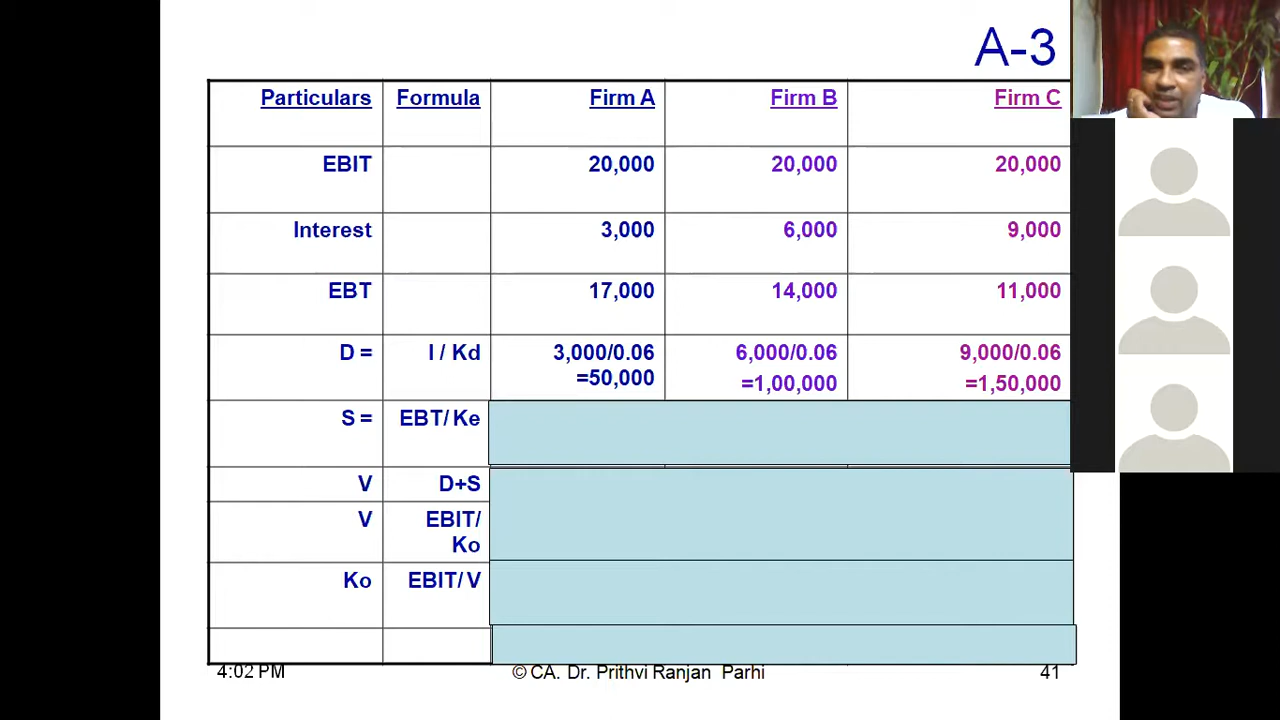 A-3
Particulars Formula Firm A Firm B Firm C
EBIT 20,000 20,000 20,000
Interest 3,000 6,000 9,000
EBT 17,000 14,000 11,000
D = I / Kd 3,000/0.06 6,000/0.06 9,000/0.06
=50,000 =1,00,000 =1,50,000
S = EBT/ Ke
V D+S
V EBIT/
Ko
Ko EBIT/ V
4:02 PM © CA. Dr. Prithvi Ranjan Parhi 41